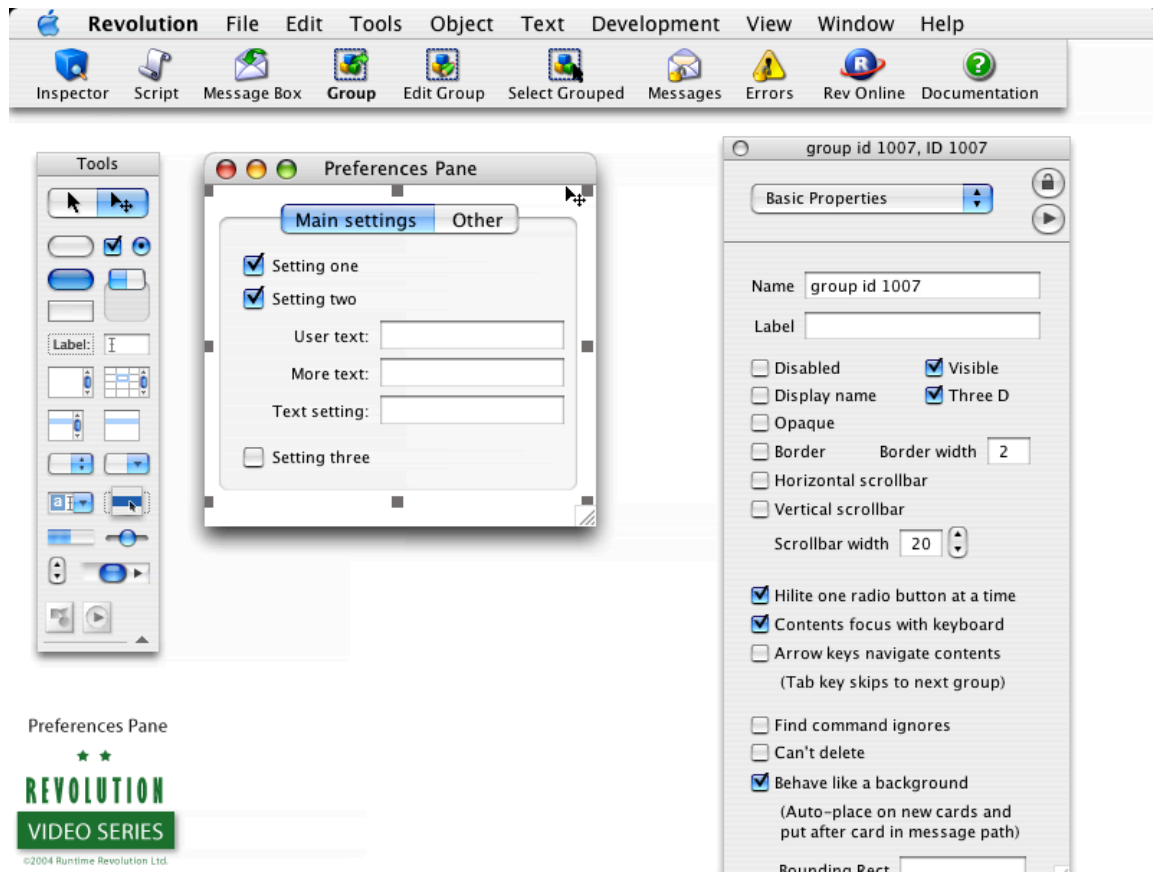 Revolution File Edit Tools Object Text Development View Window Help
Inspector Script Message Box Group Edit Group Select Grouped Messages Errors Rev Online Documentation
Tools
Label:
a
Preferences Pane
Main settings Other
Setting one
Setting two
User text:
More text:
Text setting:
Setting three
group id 1007, ID 1007
Basic Properties
Name group id 1007
Label
Disabled Visible
Display name Three D
Opaque
Border Border width 2
Horizontal scrollbar
Vertical scrollbar
Scrollbar width 20
Hilite one radio button at a time
Contents focus with keyboard
Arrow keys navigate contents
(Tab key skips to next group)
Find command ignores
Can't delete
Behave like a background
(Auto-place on new cards and
put after card in message path)
Bounding Rect
Preferences Pane
REVOLUTION
VIDEO SERIES
©2004 Runtime Revolution Ltd.